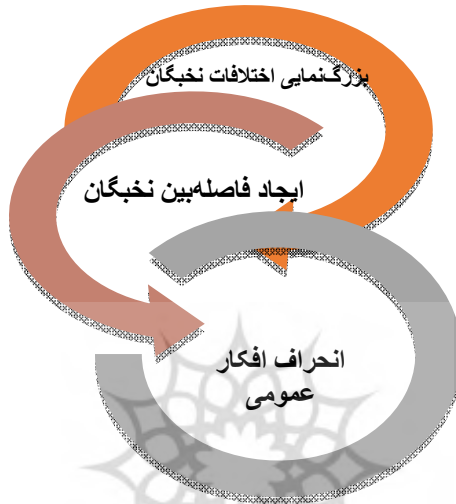 بزرگ‌نمایی اختلافات نخبگان
ایجاد فاصله‌بین نخبگان
انحراف افکار
عمومی